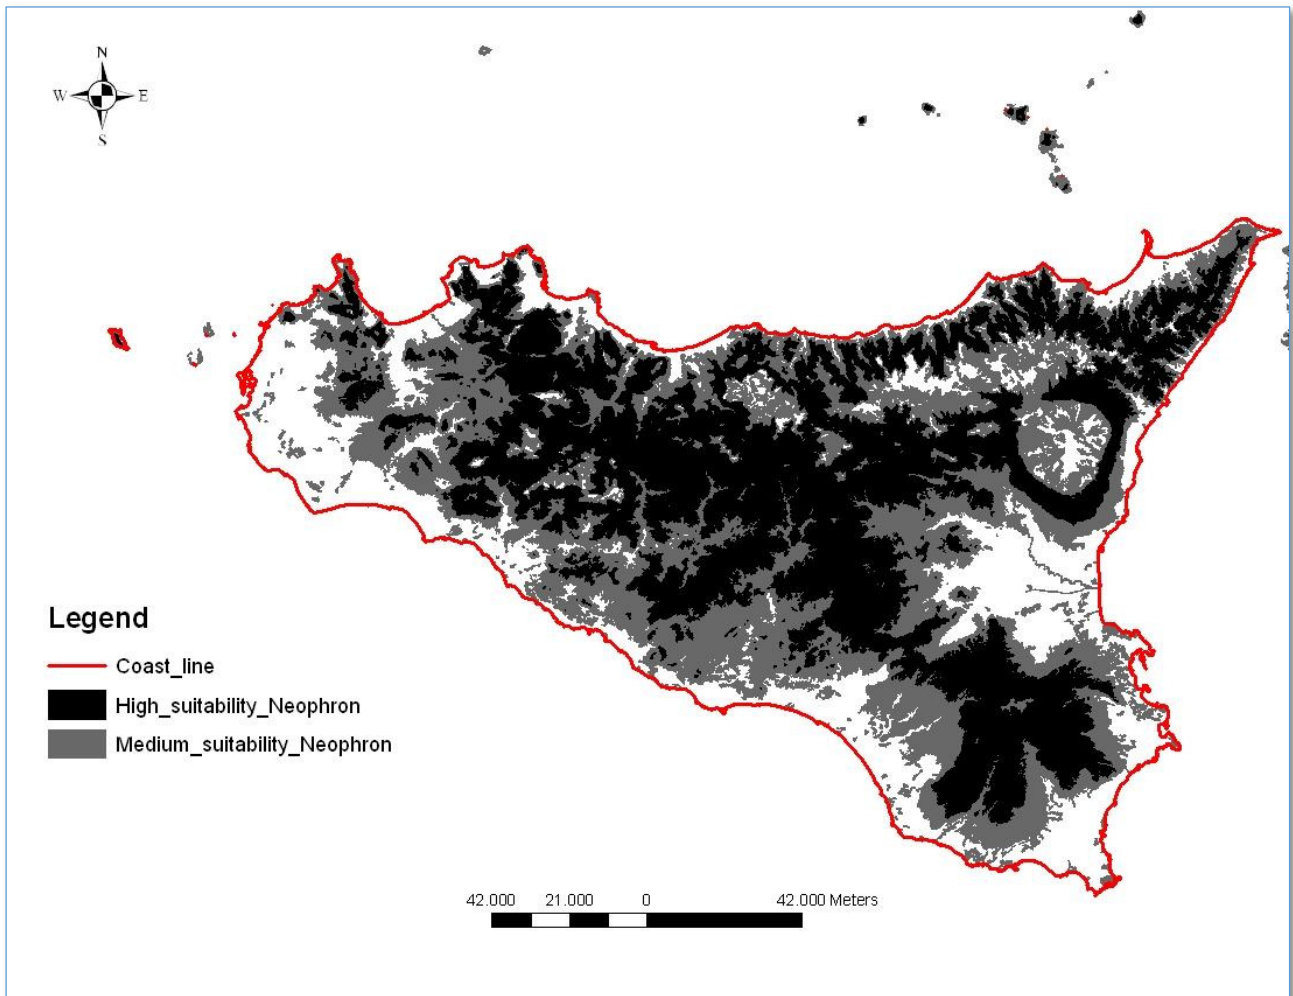 N
W E
S
Legend
Coast_line
High_suitability_Neophron
Medium_suitability_Neophron
42.000 21.000 0 42.000 Meters